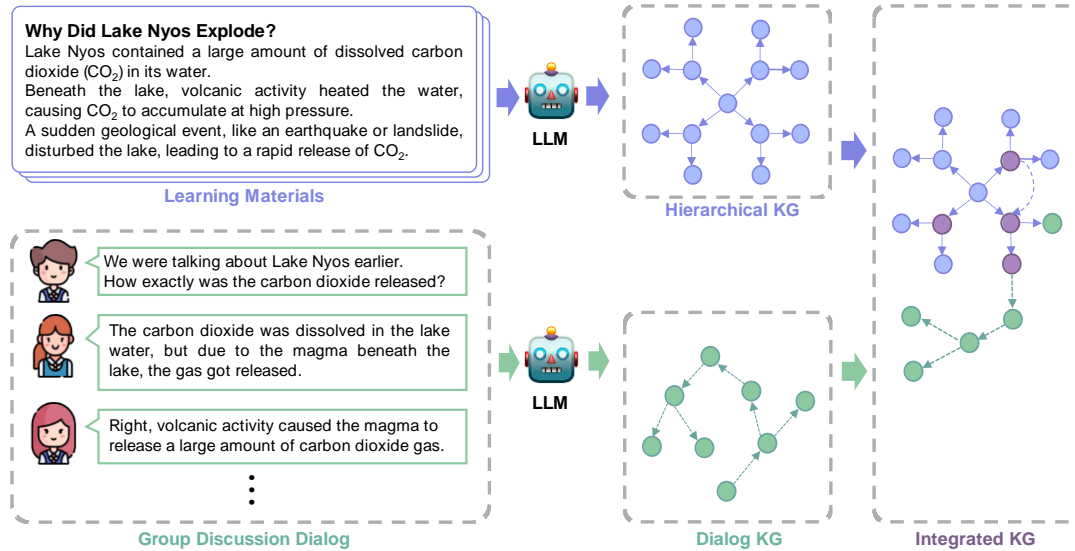 Why Did Lake Nyos Explode?
Lake Nyos contained a large amount of dissolved carbon
dioxide (CO₂) in its water.
Beneath the lake, volcanic activity heated the water,
causing CO₂ to accumulate at high pressure.
A sudden geological event, like an earthquake or landslide,
disturbed the lake, leading to a rapid release of CO₂.
Learning Materials
LLM
Hierarchical KG
We were talking about Lake Nyos earlier.
How exactly was the carbon dioxide released?
The carbon dioxide was dissolved in the lake
water, but due to the magma beneath the
lake, the gas got released.
Right, volcanic activity caused the magma to
release a large amount of carbon dioxide gas.
Group Discussion Dialog
LLM
Dialog KG
Integrated KG